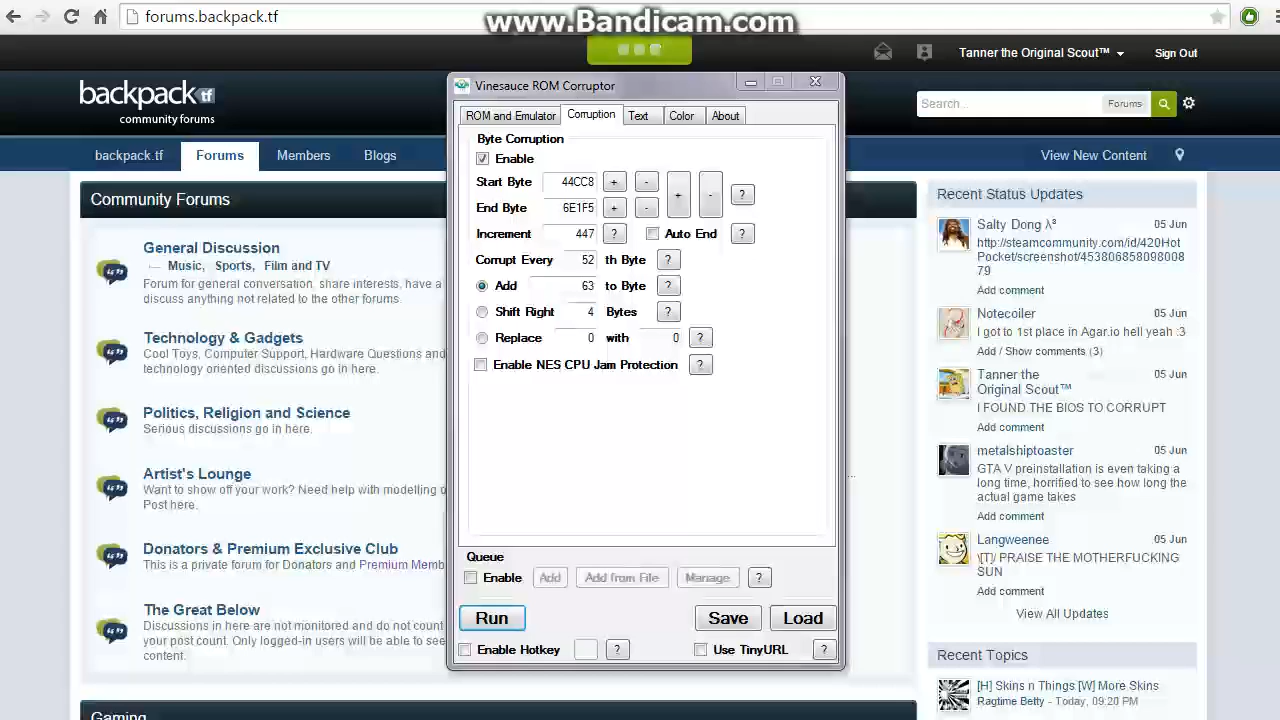 forums.backpack.tf
www.Bandicam.com
Tanner the Original Scout™
Sign Out
backpack tf
community forums
Search...
Forums
backpack.tf
Forums
Members
Blogs
View New Content
Community Forums
General Discussion
Music, Sports, Film and TV
Forum for general conversation, share interests, have a
discuss anything not related to the other forums.
Technology & Gadgets
Cool Toys, Computer Support, Hardware Questions and
technology oriented discussions go in here.
Politics, Religion and Science
Serious discussions go in here.
Artist's Lounge
Want to show off your work? Need help with modelling o
Post here.
...
Donators & Premium Exclusive Club
This is a private forum for Donators and Premium Memb
The Great Below
Discussions in here are not monitored and do not count
your post count. Only logged-in users will be able to see
content.
Gaming
Vinesauce ROM Corruptor
ROM and Emulator
Corruption
Text
Color
About
Byte Corruption
Enable
Start Byte 44CC8 + - + - ?
End Byte 6E1F5 + -
Increment 447 ? Auto End ?
Corrupt Every 52 th Byte ?
Add 63 to Byte ?
Shift Right 4 Bytes ?
Replace 0 with 0 ?
Enable NES CPU Jam Protection ?
Queue
Enable Add Add from File Manage ?
Run Save Load
Enable Hotkey ? Use TinyURL ?
Recent Status Updates
Salty Dong λ³ 05 Jun
http://steamcommunity.com/id/420Hot
Pocket/screenshot/453806858098008
79
Add comment
Notecoiler 05 Jun
I got to 1st place in Agar.io hell yeah :3
Add / Show comments (3)
Tanner the 05 Jun
Original Scout™
I FOUND THE BIOS TO CORRUPT
Add comment
metalshiptoaster 05 Jun
GTA V preinstallation is even taking a
long time, horrified to see how long the
actual game takes
Add comment
Langweenee 05 Jun
\[T]/ PRAISE THE MOTHERFUCKING
SUN
Add comment
View All Updates
Recent Topics
[H] Skins n Things [W] More Skins
Ragtime Betty - Today, 09:20 PM